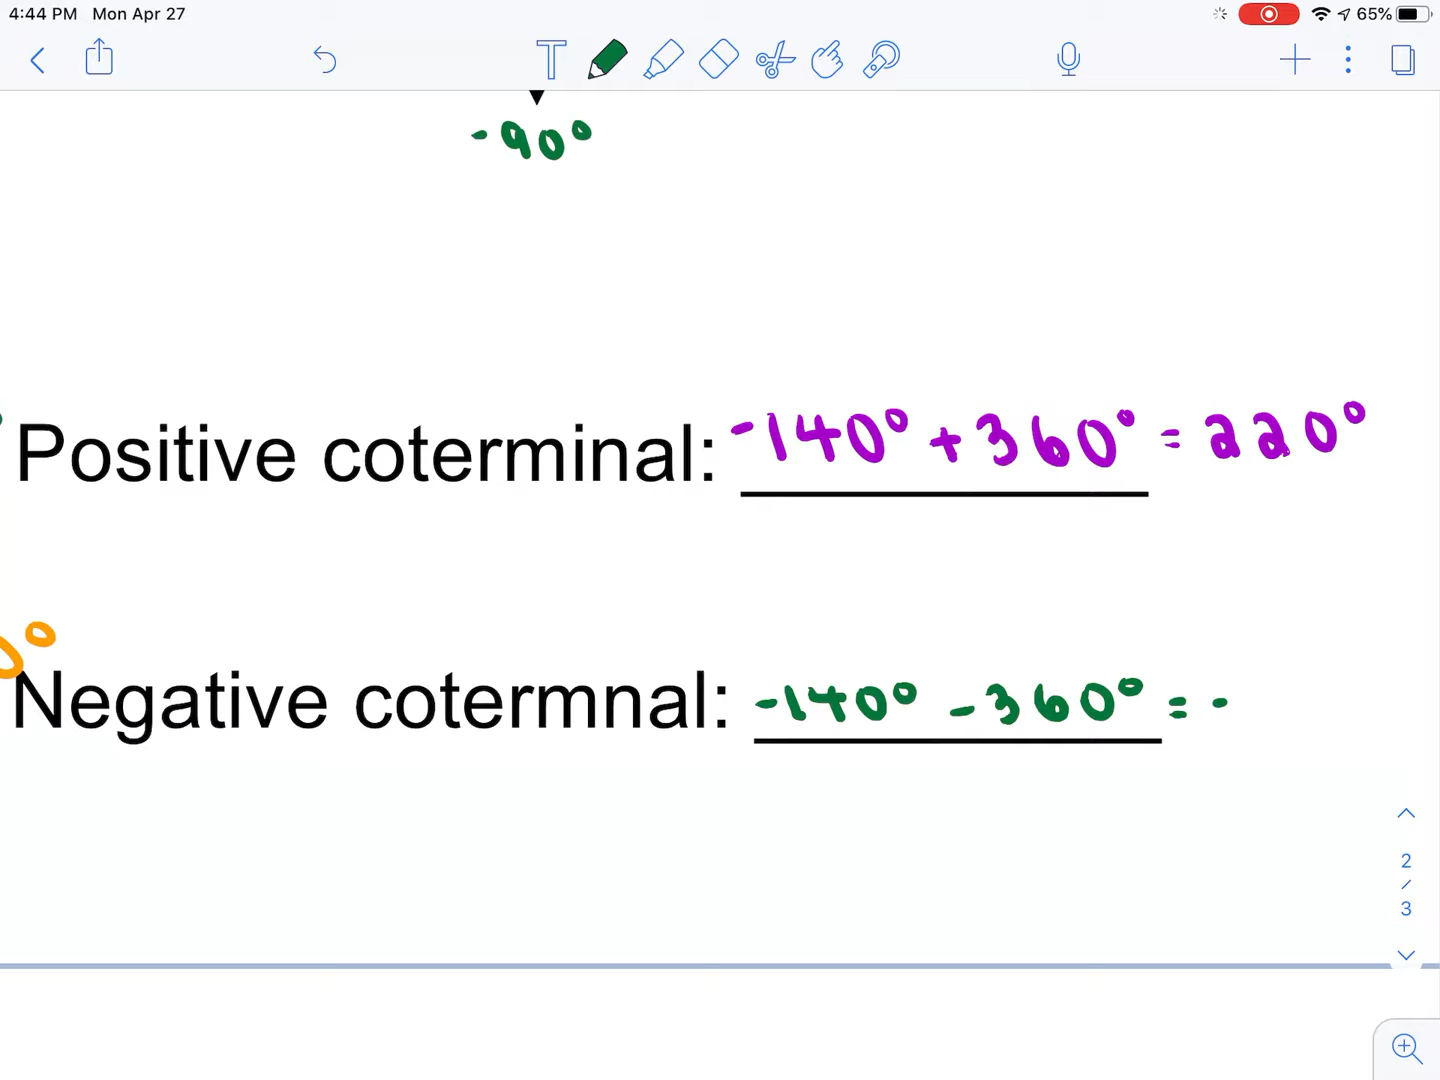 4:44 PM Mon Apr 27
65%
T
-90°
Positive coterminal: -140° + 360° = 220°
0°
Negative cotermnal: -140° - 360° = -
2
/
3